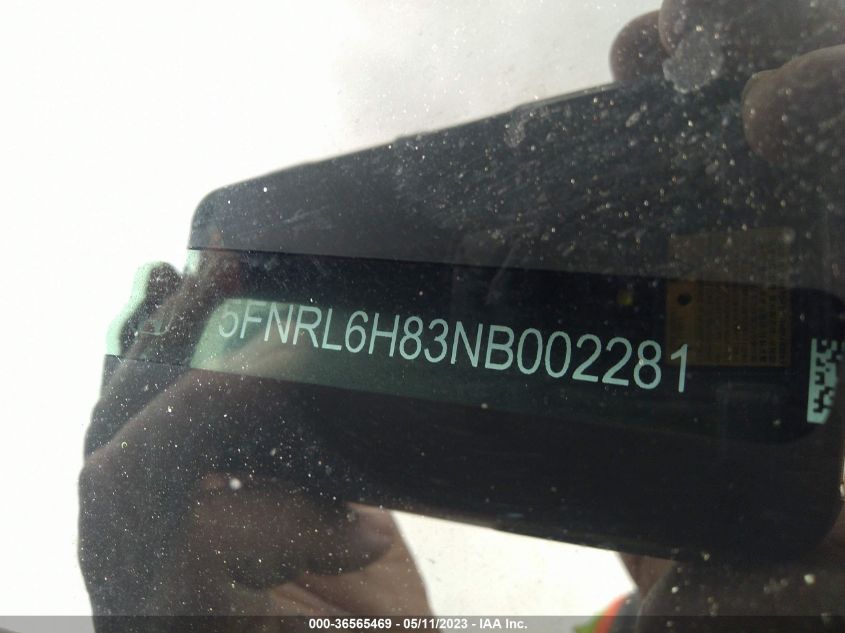 5FNRL6H83NB002281
000-36565469 - 05/11/2023 - IAA Inc.